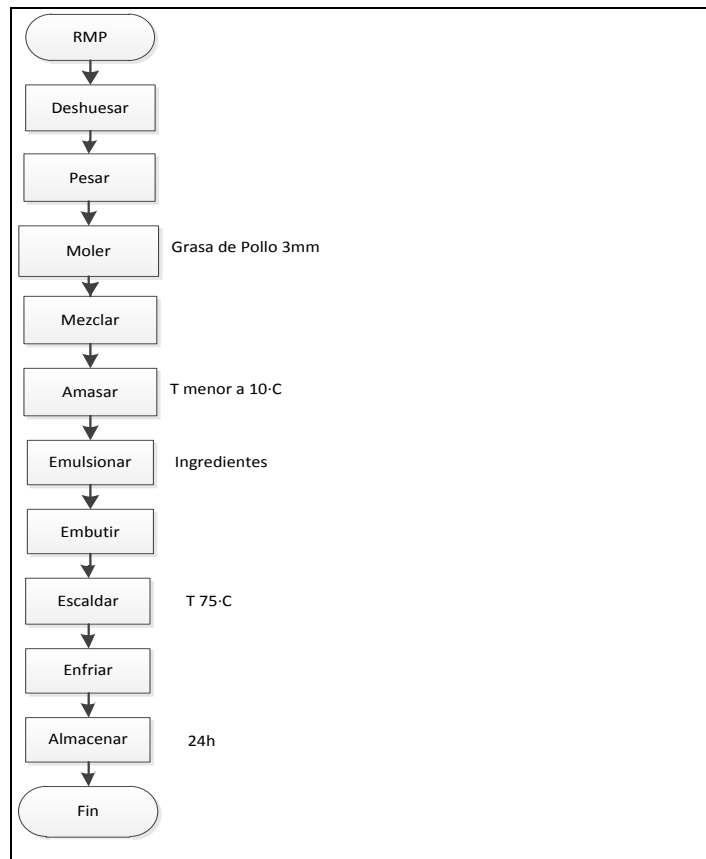 RMP
Deshuesar
Pesar
Moler
Grasa de Pollo 3mm
Mezclar
Amasar
T menor a 10·C
Emulsionar
Ingredientes
Embutir
Escaldar
T 75·C
Enfriar
Almacenar
24h
Fin